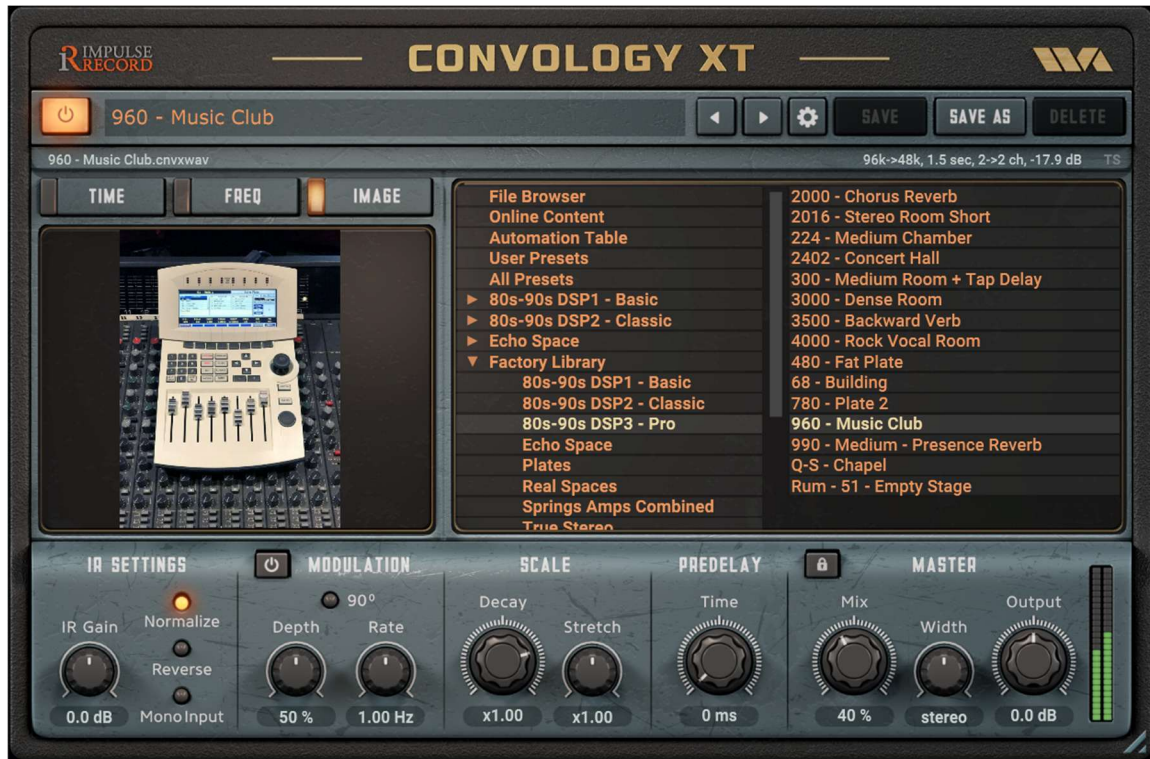 iR IMPULSE RECORD
CONVOLOGY XT
960 - Music Club
SAVE
SAVE AS
DELETE
960 - Music Club.cnvxwav
96k->48k, 1.5 sec, 2->2 ch, -17.9 dB
TS
TIME
FREQ
IMAGE
File Browser
Online Content
Automation Table
User Presets
All Presets
80s-90s DSP1 - Basic
80s-90s DSP2 - Classic
Echo Space
Factory Library
80s-90s DSP1 - Basic
80s-90s DSP2 - Classic
80s-90s DSP3 - Pro
Echo Space
Plates
Real Spaces
Springs Amps Combined
True Stereo
2000 - Chorus Reverb
2016 - Stereo Room Short
224 - Medium Chamber
2402 - Concert Hall
300 - Medium Room + Tap Delay
3000 - Dense Room
3500 - Backward Verb
4000 - Rock Vocal Room
480 - Fat Plate
68 - Building
780 - Plate 2
960 - Music Club
990 - Medium - Presence Reverb
Q-S - Chapel
Rum - 51 - Empty Stage
IR SETTINGS
IR Gain
0.0 dB
Normalize
Reverse
Mono Input
MODULATION
90º
Depth
50 %
Rate
1.00 Hz
SCALE
Decay
x1.00
Stretch
x1.00
PREDELAY
Time
0 ms
MASTER
Mix
40 %
Width
stereo
Output
0.0 dB